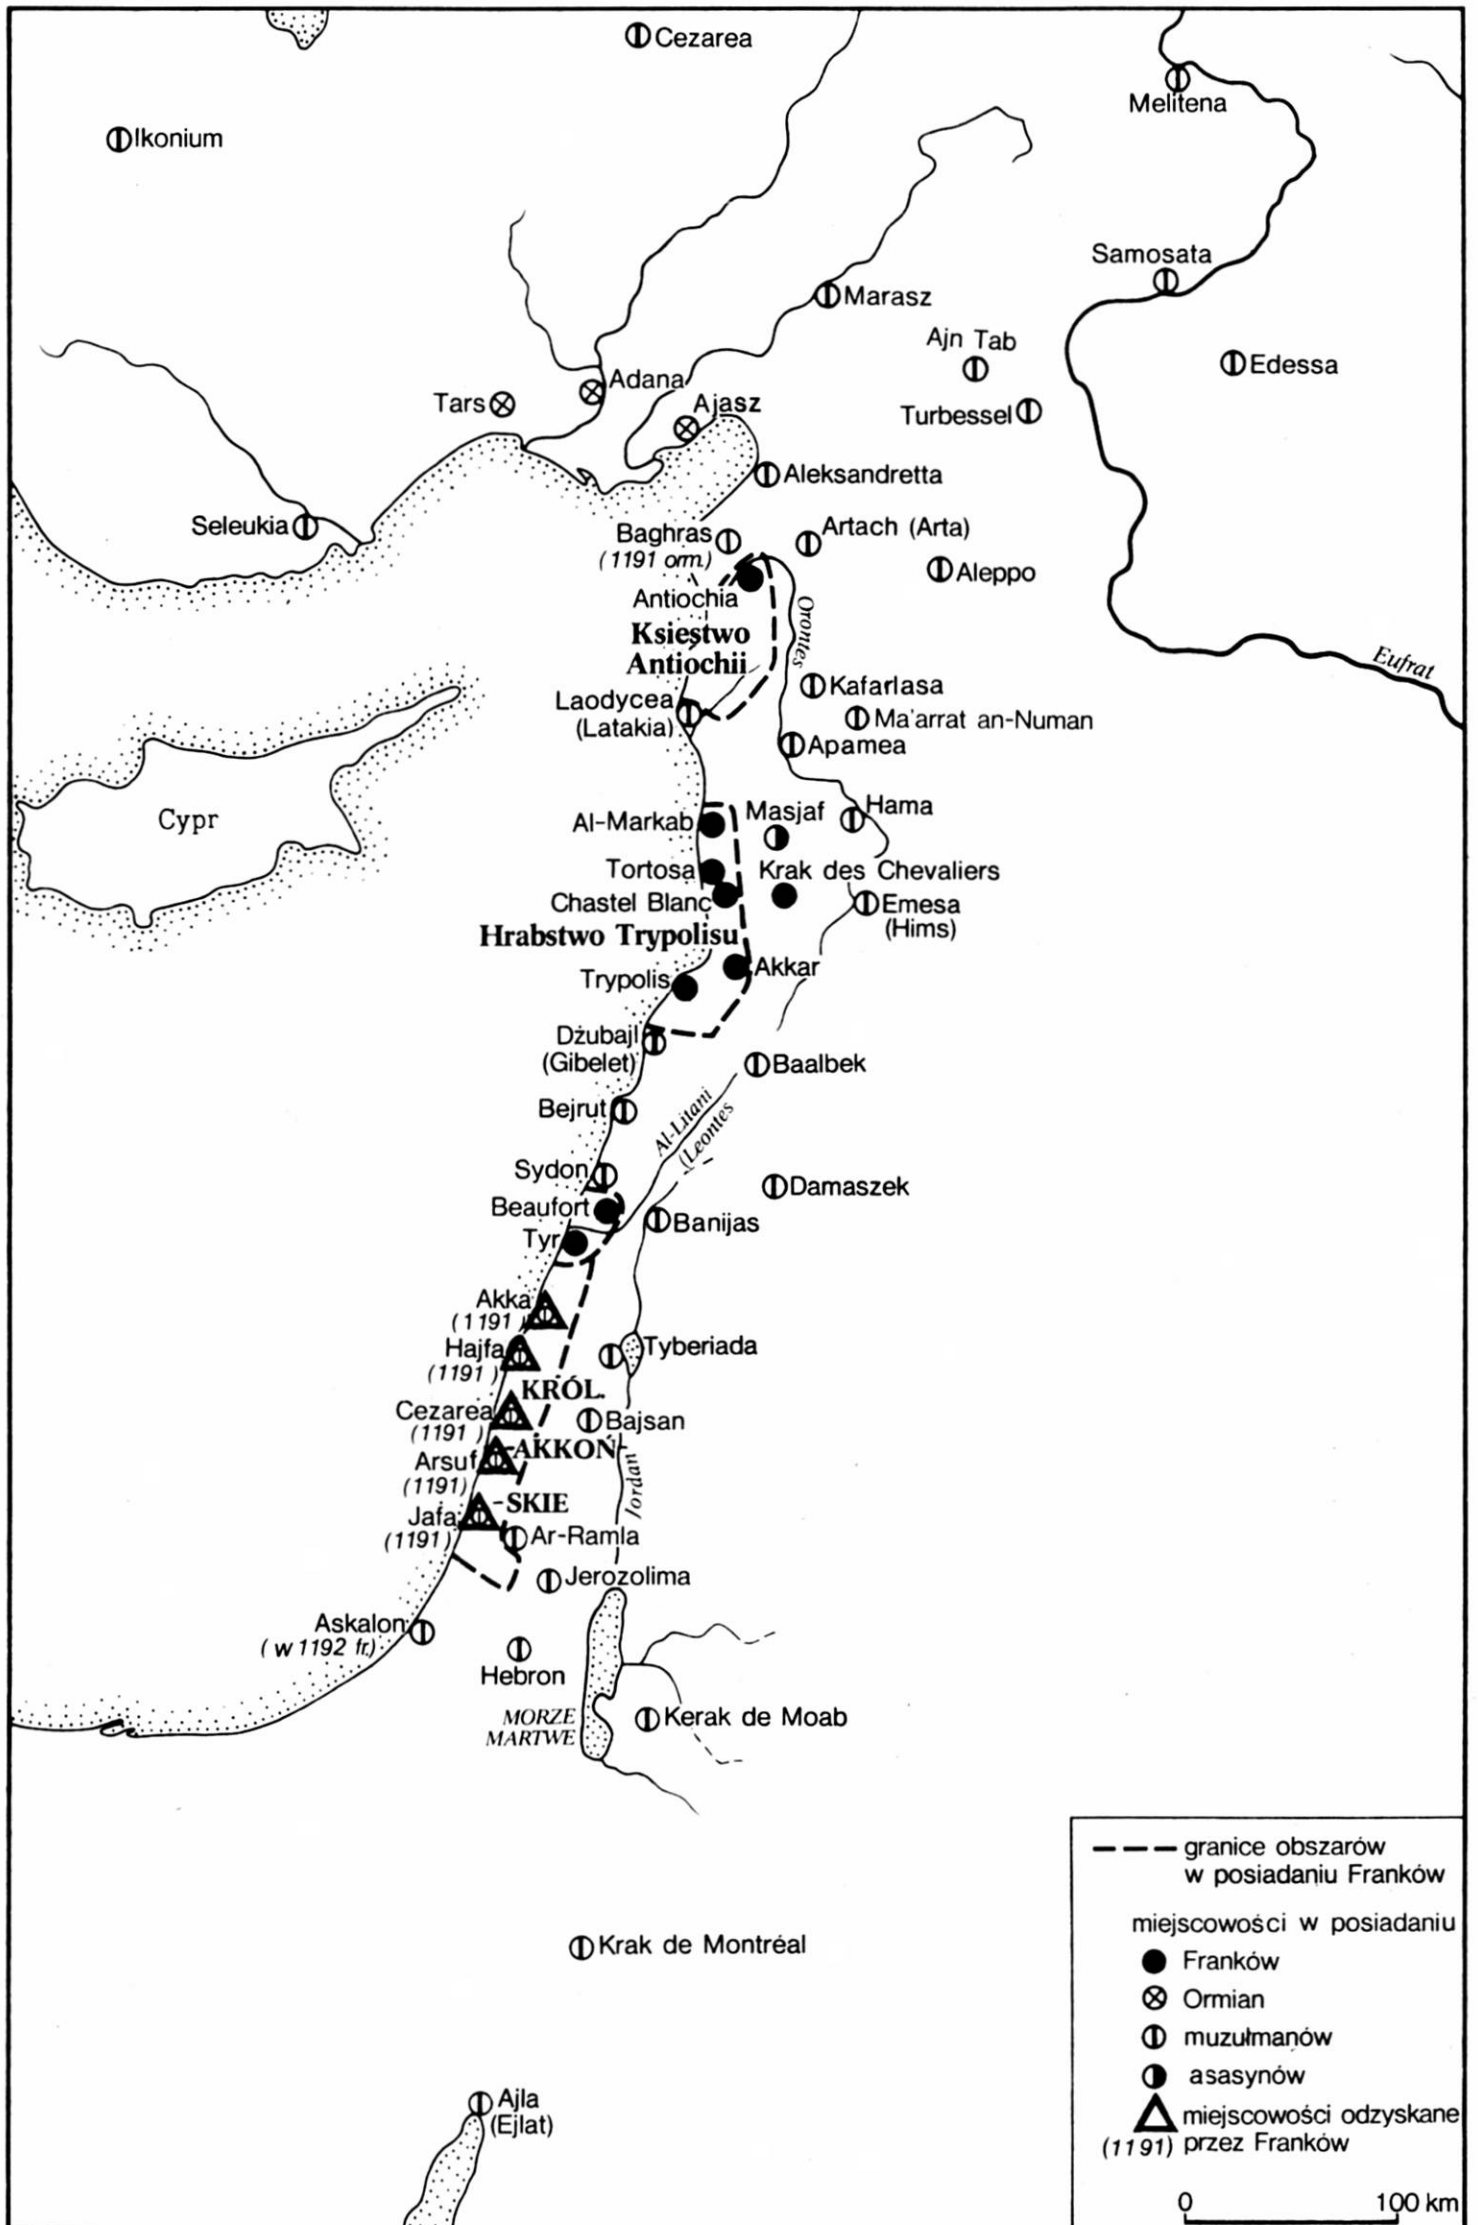 Cezarea
Melitena
Ikonium
Samosata
Marasz
Ajn Tab
Edessa
Adana
Tars
Ajasz
Turbessel
Aleksandretta
Seleukia
Baghras
(1191 orm.)
Artach (Arta)
Aleppo
Antiochia
Orontes
Księstwo
Antiochii
Eufrat
Kafarlasa
Laodycea
(Latakia)
Ma'arrat an-Numan
Apamea
Cypr
Al-Markab
Masjaf
Hama
Tortosa
Krak des Chevaliers
Chastel Blanc
Emesa
(Hims)
Hrabstwo Trypolisu
Akkar
Trypolis
Dżubajl
(Gibelet)
Baalbek
Bejrut
Al-Litani
(Leontes
Sydon
Damaszek
Beaufort
Banijas
Tyr
Akka
(1191)
Hajfa
(1191)
Tyberiada
KRÓL.
Cezarea
(1191)
Bajsan
-AKKOŃ-
Arsuf
(1191)
Jordan
-SKIE
Jafa
(1191)
Ar-Ramla
Jerozolima
Askalon
(w 1192 fr.)
Hebron
MORZE
MARTWE
Kerak de Moab
Krak de Montréal
Ajla
(Ejlat)
granice obszarów
w posiadaniu Franków
miejscowości w posiadaniu
Franków
Ormian
muzułmanów
asasynów
miejscowości odzyskane
(1191) przez Franków
0 100 km